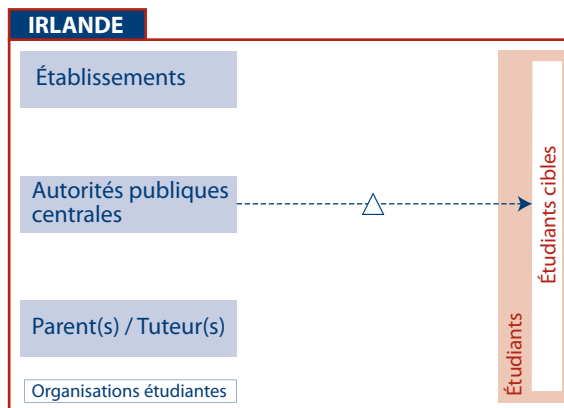 IRLANDE
Établissements
Autorités publiques
centrales
Parent(s) / Tuteur(s)
Organisations étudiantes
Étudiants
Étudiants cibles